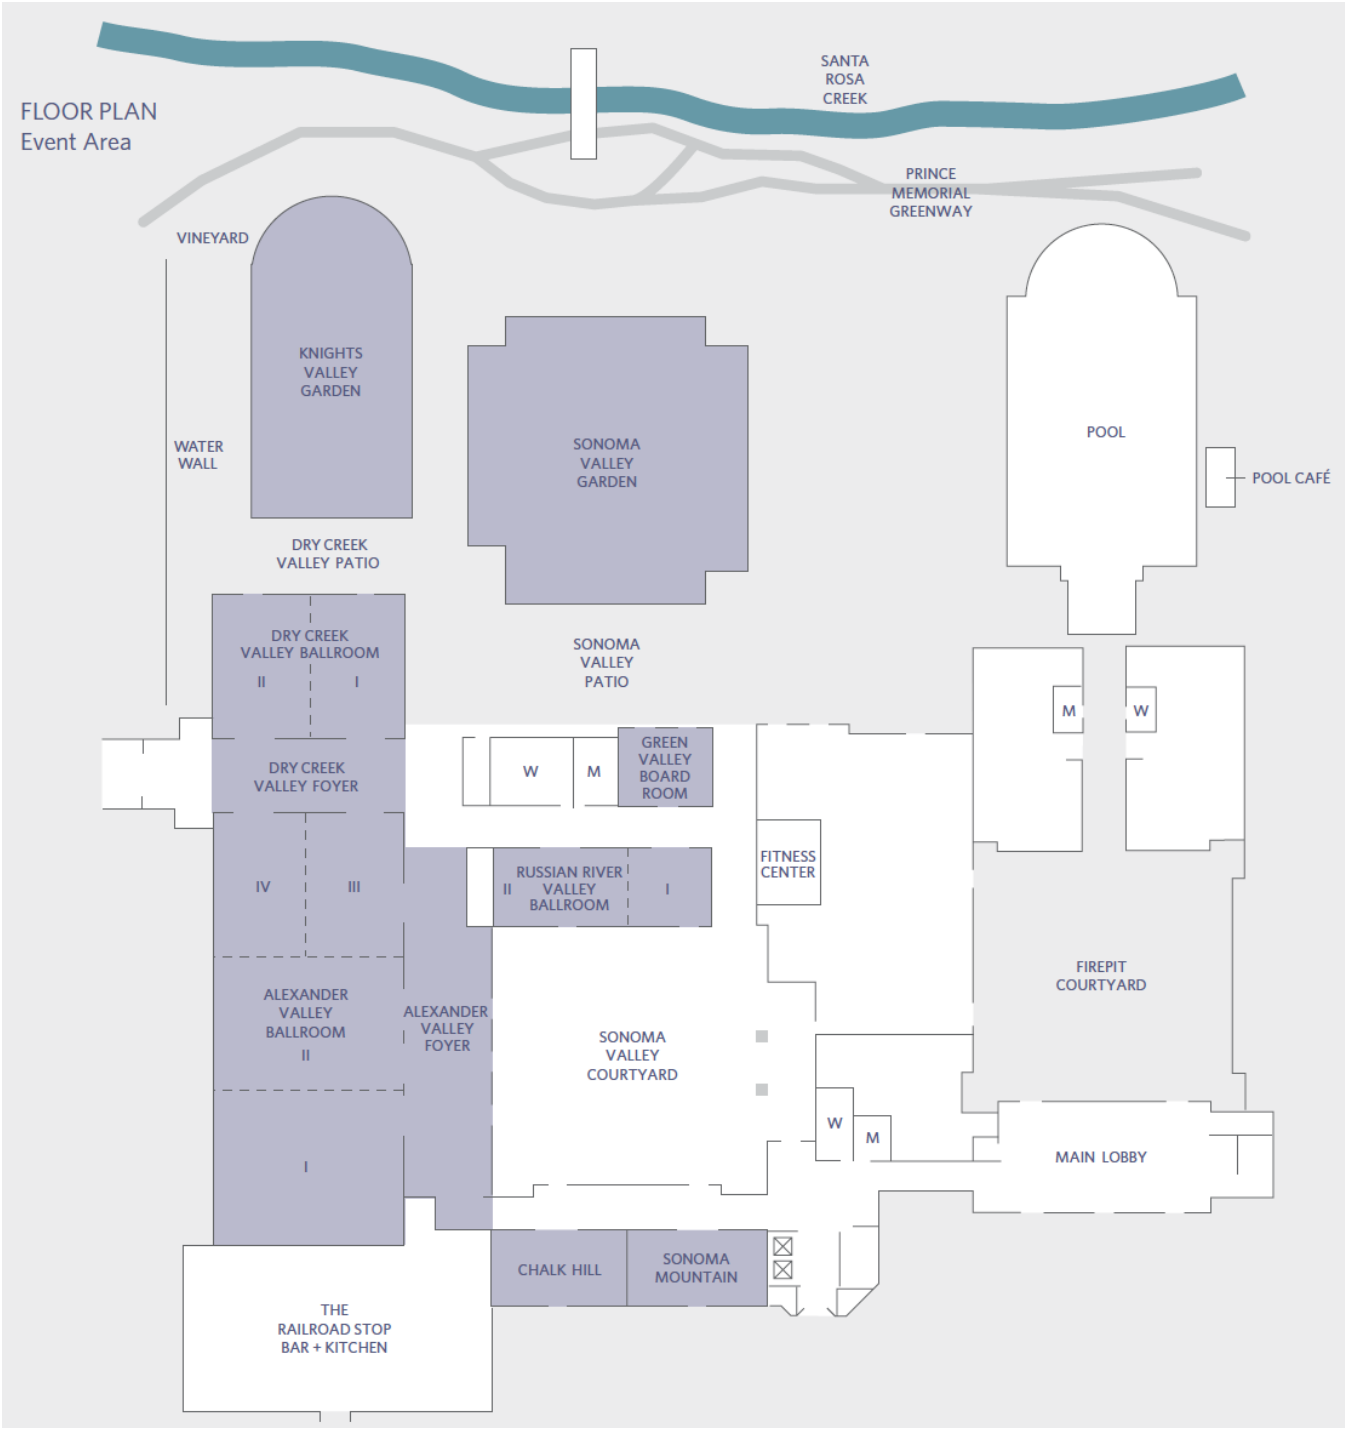 FLOOR PLAN
Event Area
SANTA
ROSA
CREEK
PRINCE
MEMORIAL
GREENWAY
VINEYARD
KNIGHTS
VALLEY
GARDEN
WATER
WALL
SONOMA
VALLEY
GARDEN
POOL
POOL CAFÉ
DRY CREEK
VALLEY PATIO
DRY CREEK
VALLEY BALLROOM
II
I
SONOMA
VALLEY
PATIO
M
W
DRY CREEK
VALLEY FOYER
W
M
GREEN
VALLEY
BOARD
ROOM
FITNESS
CENTER
IV
III
RUSSIAN RIVER
VALLEY
BALLROOM
II
I
FIREPIT
COURTYARD
ALEXANDER
VALLEY
BALLROOM
II
ALEXANDER
VALLEY
FOYER
SONOMA
VALLEY
COURTYARD
W
M
MAIN LOBBY
I
CHALK HILL
SONOMA
MOUNTAIN
THE
RAILROAD STOP
BAR + KITCHEN